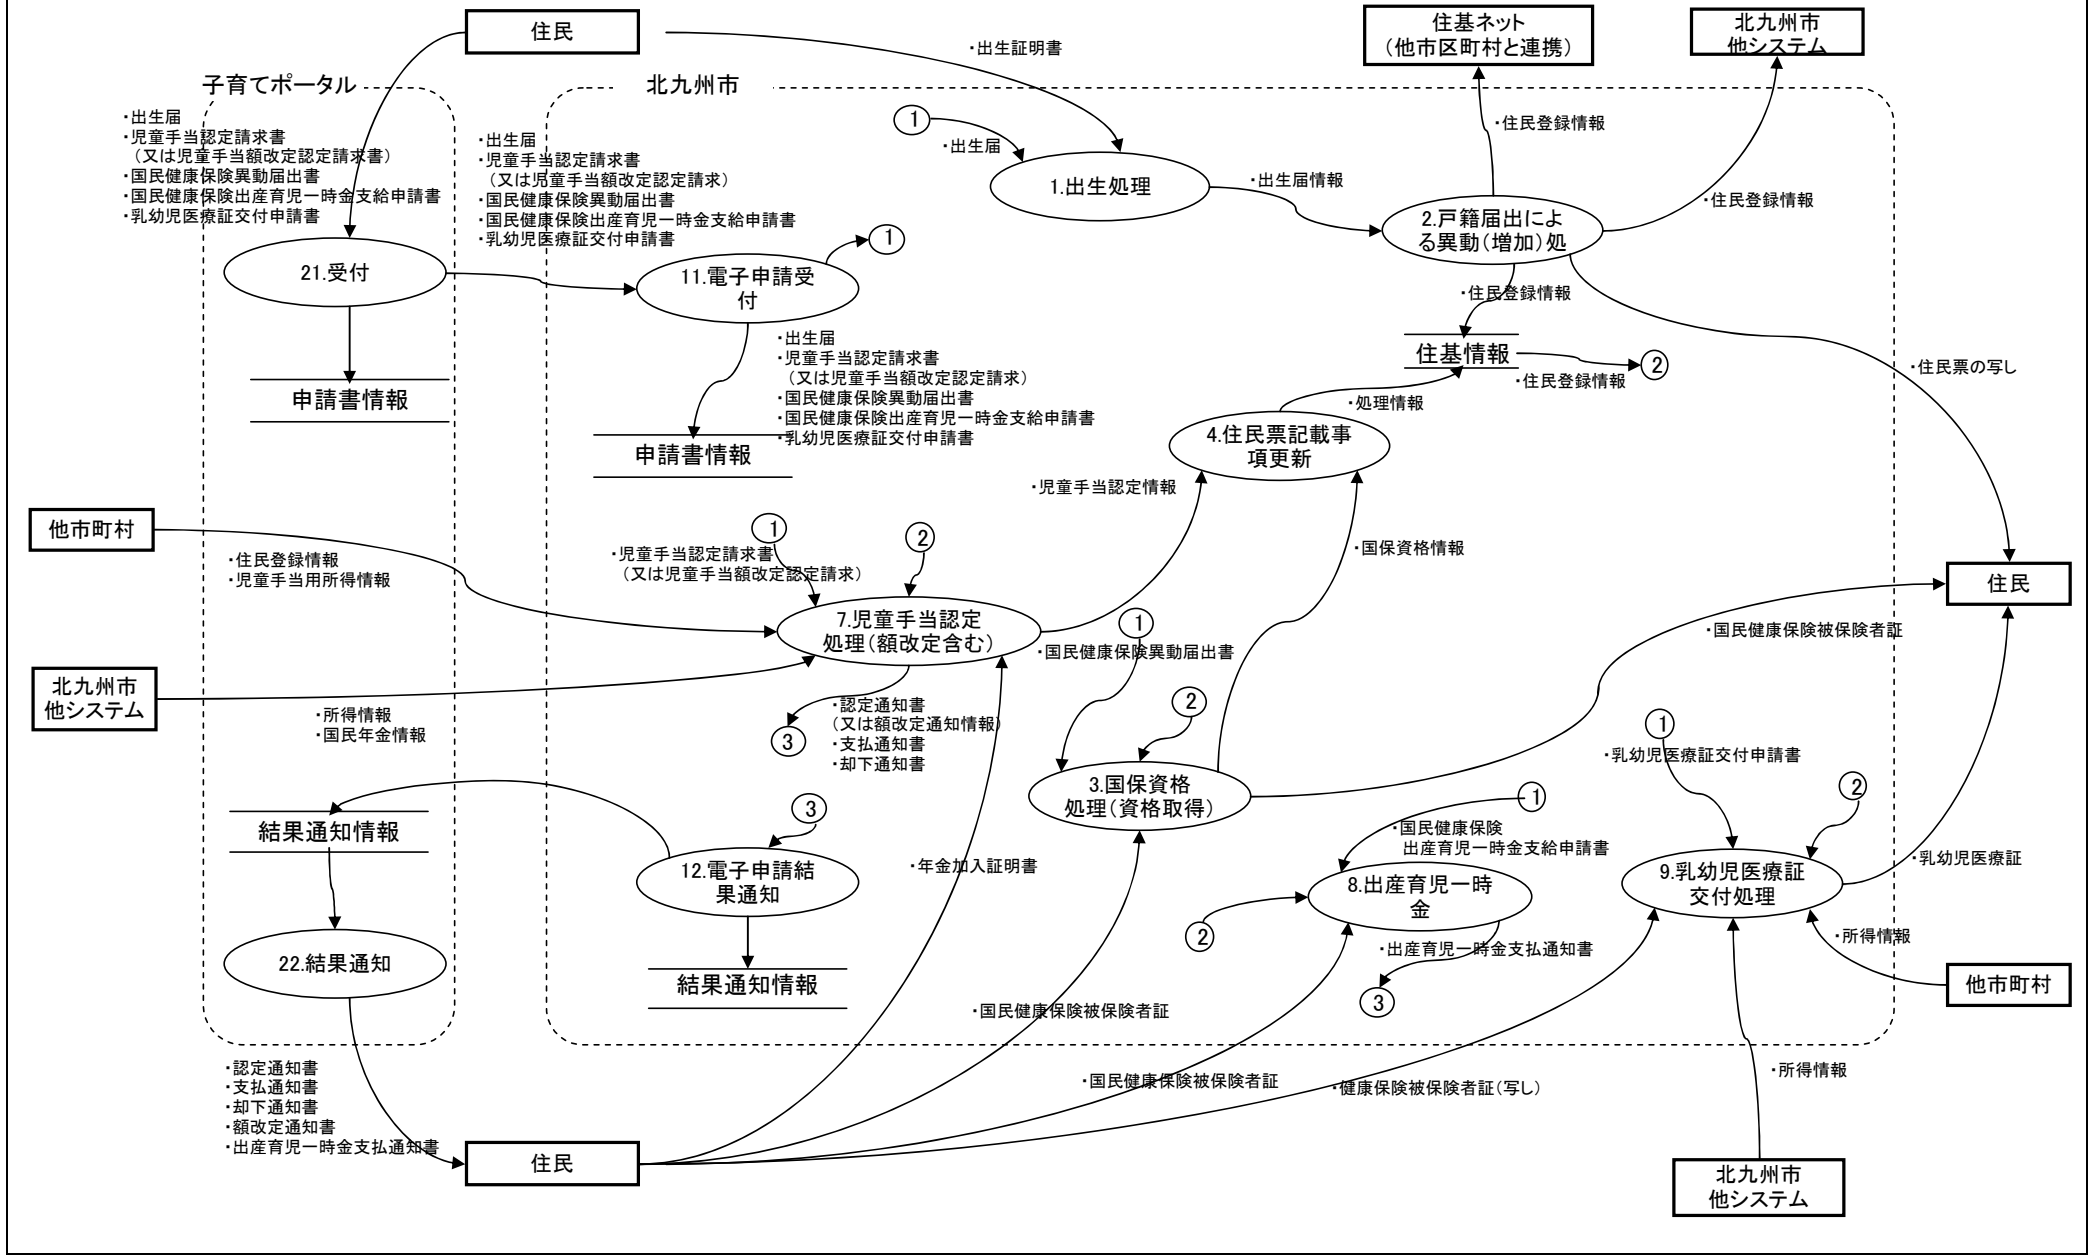 住民
住基ネット
（他市区町村と連携）
北九州市
他システム
・出生証明書
子育てポータル
北九州市
・出生届
・児童手当認定請求書
（又は児童手当額改定認定請求書）
・国民健康保険異動届出書
・国民健康保険出産育児一時金支給申請書
・乳幼児医療証交付申請書
・出生届
・児童手当認定請求書
（又は児童手当額改定認定請求）
・国民健康保険異動届出書
・国民健康保険出産育児一時金支給申請書
・乳幼児医療証交付申請書
1
・出生届
1.出生処理
・出生届情報
・住民登録情報
・住民登録情報
2.戸籍届出によ
る異動（増加）処
21.受付
11.電子申請受
付
1
・住民登録情報
住基情報
・住民登録情報
2
・住民票の写し
申請書情報
・出生届
・児童手当認定請求書
（又は児童手当額改定認定請求）
・国民健康保険異動届出書
・国民健康保険出産育児一時金支給申請書
・乳幼児医療証交付申請書
申請書情報
・処理情報
4.住民票記載事
項更新
・児童手当認定情報
・国保資格情報
他市町村
・住民登録情報
・児童手当用所得情報
1
2
・児童手当認定請求書
（又は児童手当額改定認定請求）
7.児童手当認定
処理（額改定含む）
住民
・国民健康保険被保険者証
1
・国民健康保険異動届出書
北九州市
他システム
・所得情報
・国民年金情報
3
・認定通知書
（又は額改定通知情報）
・支払通知書
・却下通知書
2
3.国保資格
処理（資格取得）
1
・乳幼児医療証交付申請書
2
結果通知情報
3
12.電子申請結
果通知
・年金加入証明書
1
・国民健康保険
出産育児一時金支給申請書
8.出産育児一時
金
2
9.乳幼児医療証
交付処理
・乳幼児医療証
22.結果通知
結果通知情報
・出産育児一時金支払通知書
3
・所得情報
他市町村
・国民健康保険被保険者証
・認定通知書
・支払通知書
・却下通知書
・額改定通知書
・出産育児一時金支払通知書
・国民健康保険被保険者証
・健康保険被保険者証（写し）
・所得情報
住民
北九州市
他システム